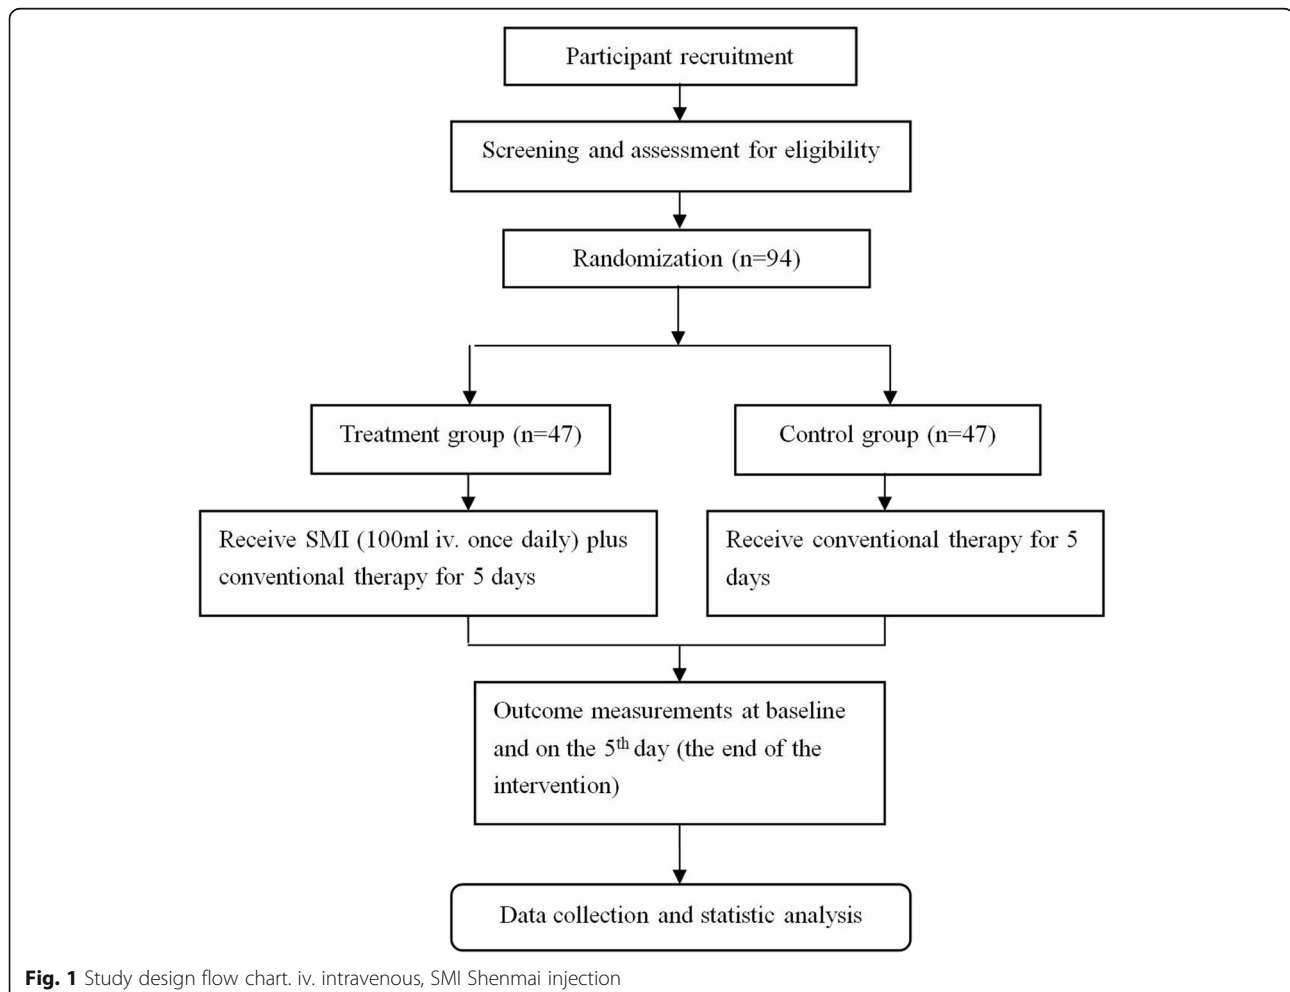 Participant recruitment
Screening and assessment for eligibility
Randomization (n=94)
Treatment group (n=47)
Control group (n=47)
Receive SMI (100ml iv. once daily) plus
conventional therapy for 5 days
Receive conventional therapy for 5
days
Outcome measurements at baseline
and on the 5th day (the end of the
intervention)
Data collection and statistic analysis
Fig. 1 Study design flow chart. iv. intravenous, SMI Shenmai injection